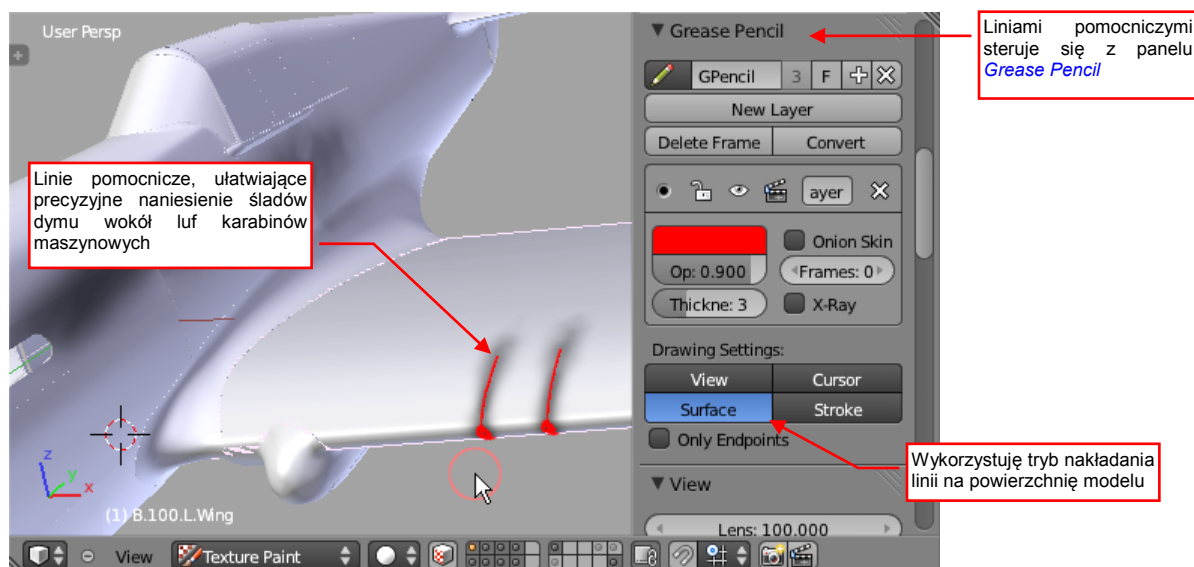 User Persp
Linie pomocnicze, ułatwiające
precyzyjne naniesienie śladów
dymu wokół luf karabinów
maszynowych
z
y
x
(1) B.100.L.Wing
View
Texture Paint
Grease Pencil
GPencil
3
F
New Layer
Delete Frame
Convert
ayer
Onion Skin
Op: 0.900
Frames: 0
Thickne: 3
X-Ray
Drawing Settings:
View
Cursor
Surface
Stroke
Only Endpoints
View
Lens: 100.000
Liniami pomocniczymi
steruje się z panelu
Grease Pencil
Wykorzystuję tryb nakładania
linii na powierzchnię modelu